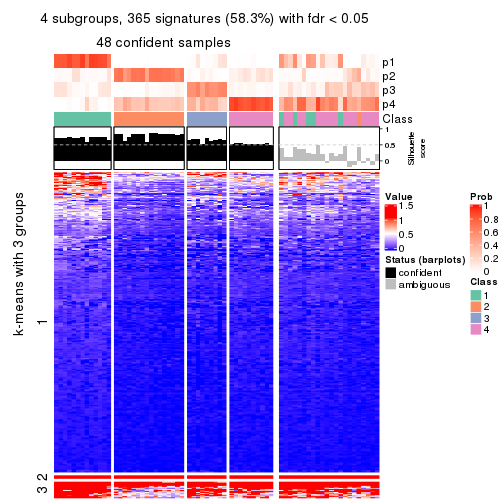 4 subgroups, 365 signatures (58.3%) with fdr < 0.05
48 confident samples
p1
p2
p3
p4
Class
1
0.5
0
Silhouette
score
k-means with 3 groups
1
2
3
Value
1.5
1
0.5
0
Status (barplots)
confident
ambiguous
Prob
1
0.8
0.6
0.4
0.2
0
Class
1
2
3
4